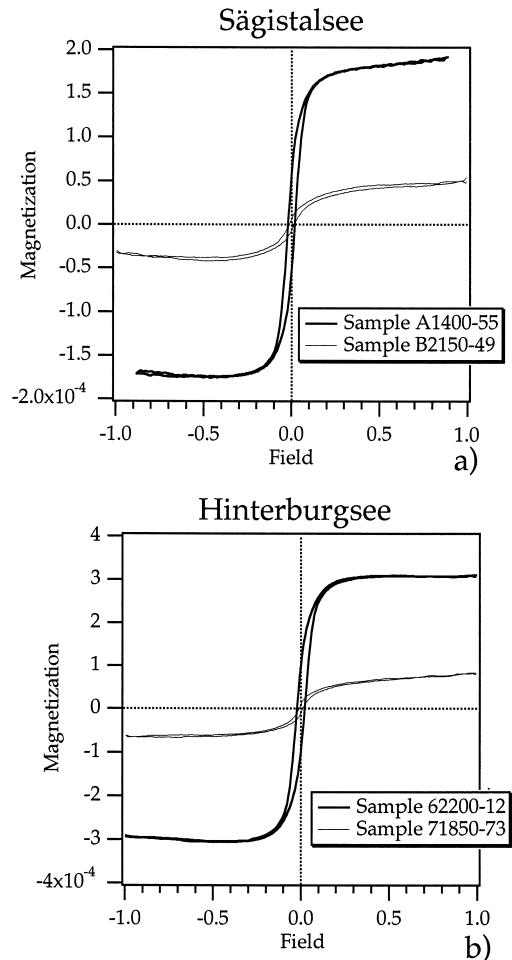 Sägistalsee
2.0
1.5
1.0
0.5
0.0
-0.5
-1.0
-1.5
-2.0x10⁻⁴
Magnetization
Sample A1400-55
Sample B2150-49
-1.0 -0.5 0.0 0.5 1.0
Field
a)
Hinterburgsee
4
3
2
1
0
-1
-2
-3
-4x10⁻⁴
Magnetization
Sample 62200-12
Sample 71850-73
-1.0 -0.5 0.0 0.5 1.0
Field
b)